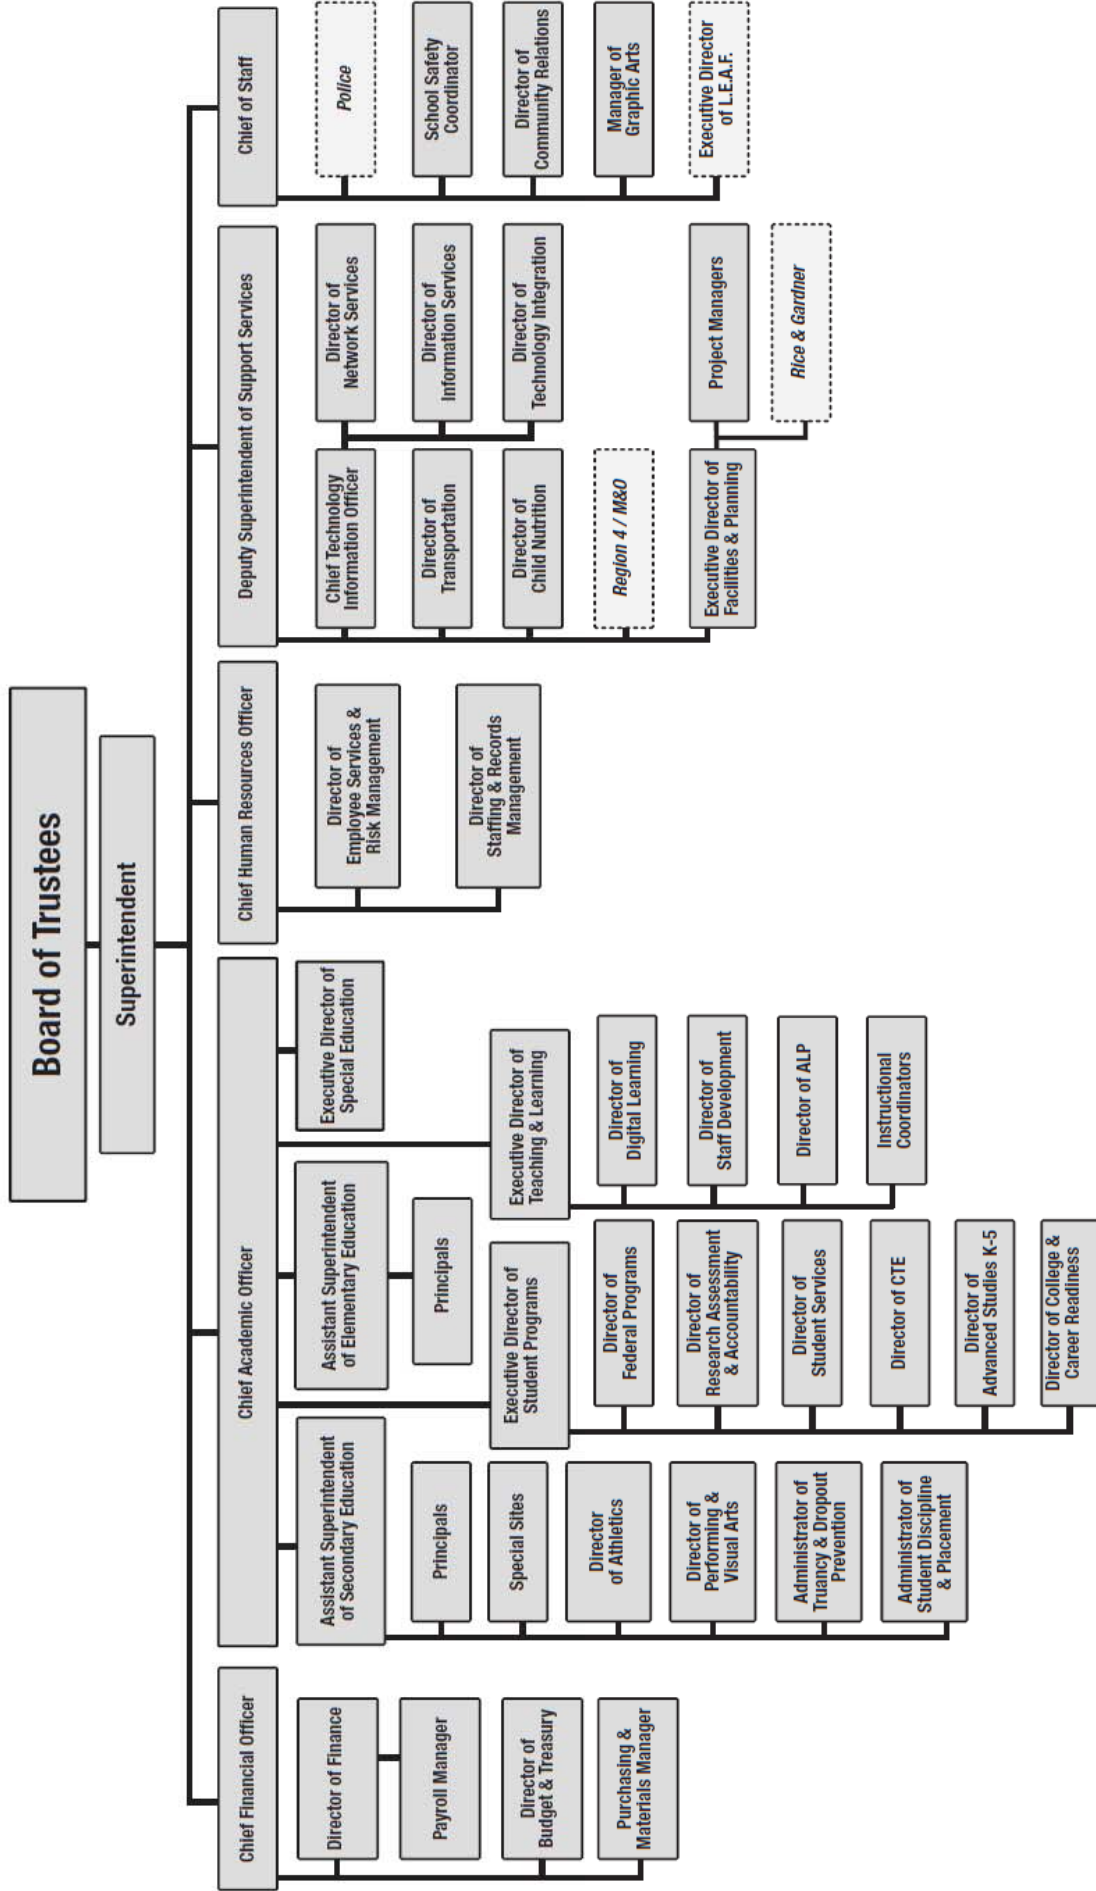 Board of Trustees
Superintendent
Chief Financial Officer
Director of Finance
Payroll Manager
Director of
Budget & Treasury
Purchasing &
Materials Manager
Chief Academic Officer
Assistant Superintendent
of Secondary Education
Principals
Special Sites
Director
of Athletics
Director of
Performing &
Visual Arts
Administrator of
Truancy & Dropout
Prevention
Administrator of
Student Discipline
& Placement
Executive Director of
Student Programs
Director of
Federal Programs
Director of
Research Assessment
& Accountability
Director of
Student Services
Director of CTE
Director of
Advanced Studies K-5
Director of College &
Career Readiness
Assistant Superintendent
of Elementary Education
Principals
Executive Director of
Teaching & Learning
Director of
Digital Learning
Director of
Staff Development
Director of ALP
Instructional
Coordinators
Executive Director of
Special Education
Chief Human Resources Officer
Director of
Employee Services &
Risk Management
Director of
Staffing & Records
Management
Deputy Superintendent of Support Services
Chief Technology
Information Officer
Director of
Network Services
Director of
Information Services
Director of
Technology Integration
Director of
Transportation
Director of
Child Nutrition
Region 4 / M&O
Executive Director of
Facilities & Planning
Project Managers
Rice & Gardner
Chief of Staff
Police
School Safety
Coordinator
Director of
Community Relations
Manager of
Graphic Arts
Executive Director
of L.E.A.F.